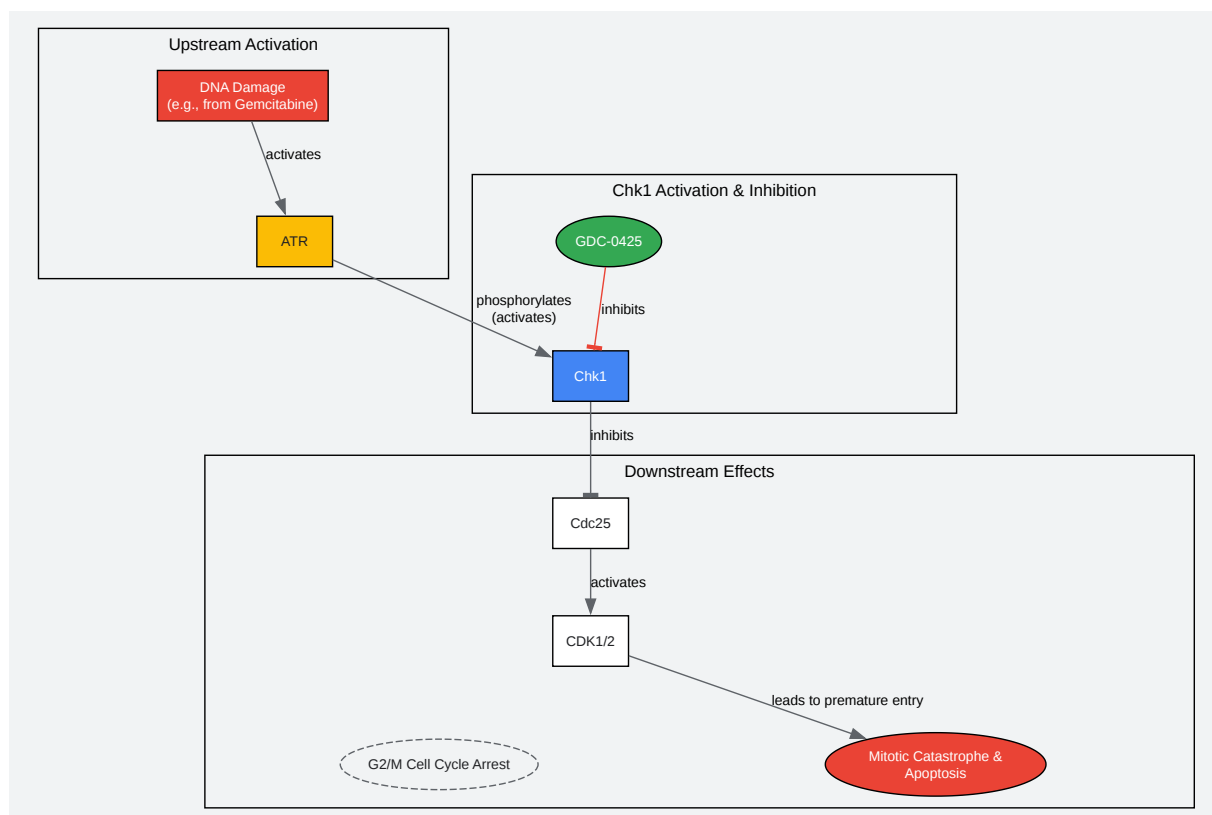 Upstream Activation
DNA Damage
(e.g., from Gemcitabine)
activates
ATR
Chk1 Activation & Inhibition
GDC-0425
phosphorylates
(activates)
inhibits
Chk1
inhibits
Downstream Effects
Cdc25
activates
CDK1/2
leads to premature entry
G2/M Cell Cycle Arrest
Mitotic Catastrophe &
Apoptosis